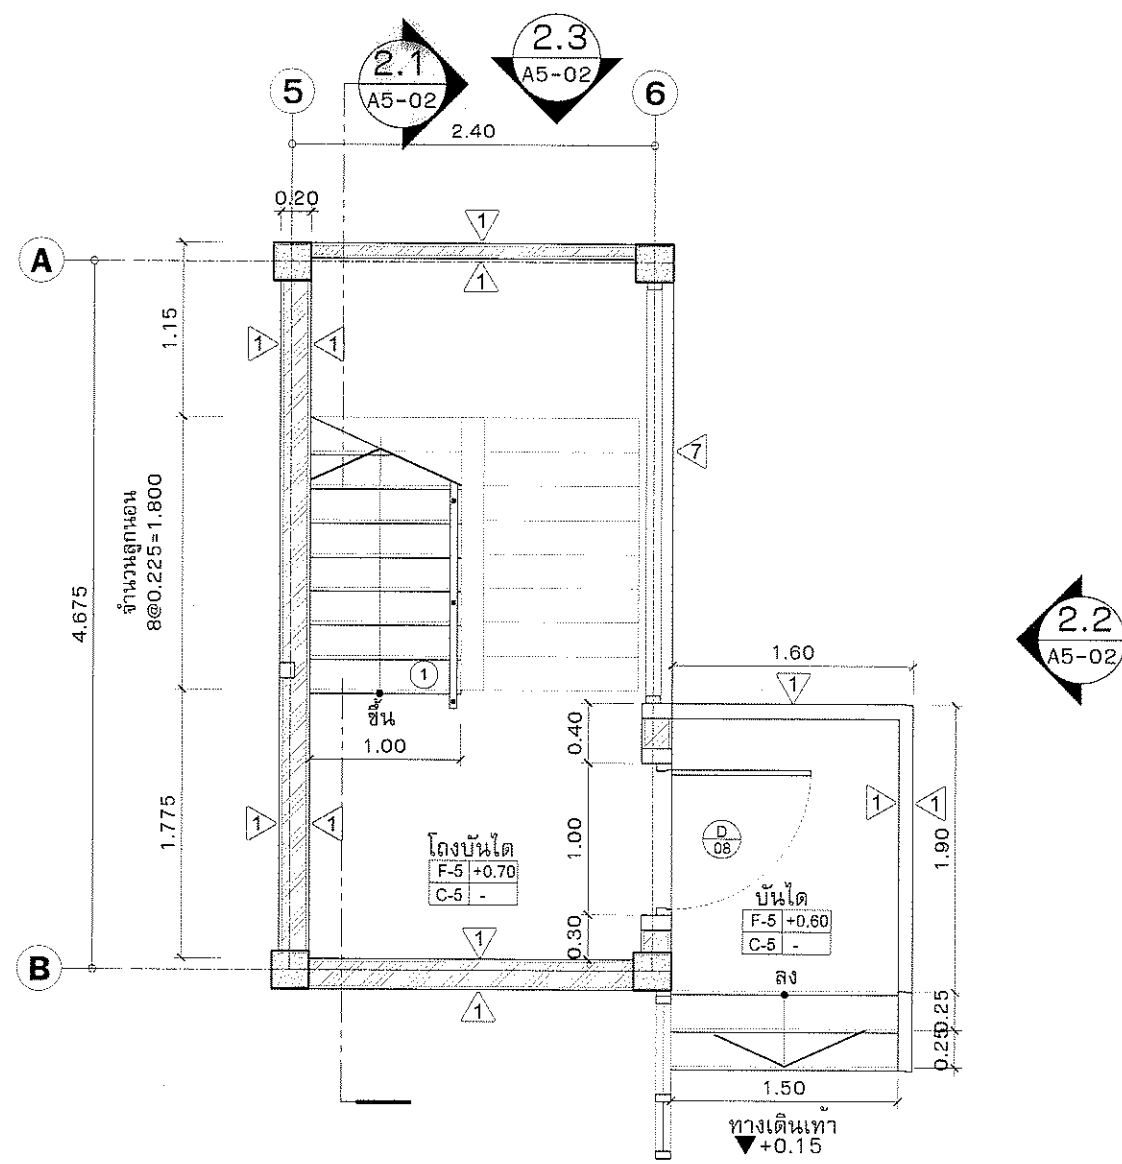 2.1
A5-02
2.3
A5-02
5
6
2.40
0.20
1
A
1
1.15
1
1
7
จำนวนลูกนอน
8@0.225=1.800
4.675
2.2
A5-02
1.60
1
1
ขึ้น
1.00
0.40
1.775
1
1
1
1
1.00
D
08
1.90
โถงบันได
F-5 +0.70
C-5 -
บันได
F-5 +0.60
C-5 -
0.30
1
B
ลง
1
0.25
0.25
1.50
ทางเดินเท้า
+0.15